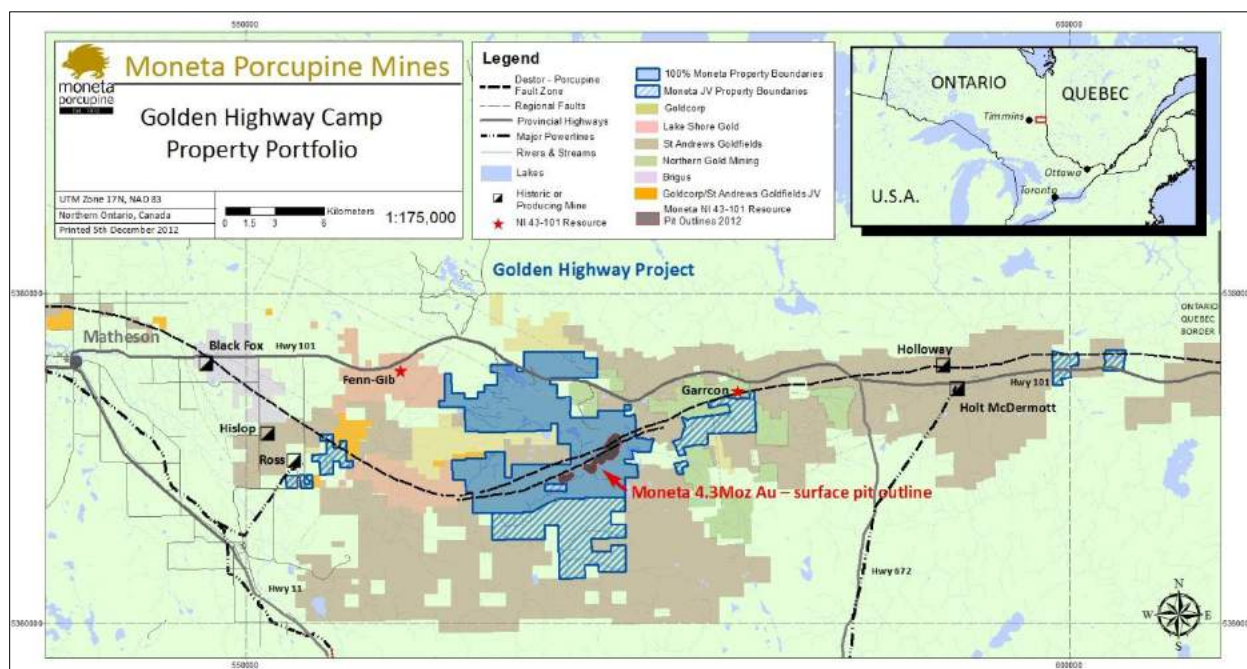 550000
600000
moneta
porcupine
Moneta Porcupine Mines
Golden Highway Camp
Property Portfolio
UTM Zone 17N, NAD 83
Northern Ontario, Canada
Printed 5th December 2012
Kilometers
0 1.5 3 6
1:175,000
Legend
Destor - Porcupine
Fault Zone
Regional Faults
Provincial Highways
Major Powerlines
Rivers & Streams
Lakes
Historic or
Producing Mine
NI 43-101 Resource
100% Moneta Property Boundaries
Moneta JV Property Boundaries
Goldcorp
Lake Shore Gold
St Andrews Goldfields
Northern Gold Mining
Brigus
Goldcorp/St Andrews Goldfields JV
Moneta NI 43-101 Resource
Pit Outlines 2012
ONTARIO
QUEBEC
Timmins
Ottawa
Toronto
U.S.A.
Golden Highway Project
5380000
ONTARIO
QUEBEC
BORDER
Matheson
Black Fox
Hwy 101
Fenn-Gib
Holloway
Garrcon
Hwy 101
Holt McDermott
Hislop
Ross
Moneta 4.3Moz Au – surface pit outline
Hwy 11
Hwy 672
N
W E
S
5360000
5360000
550000
600000